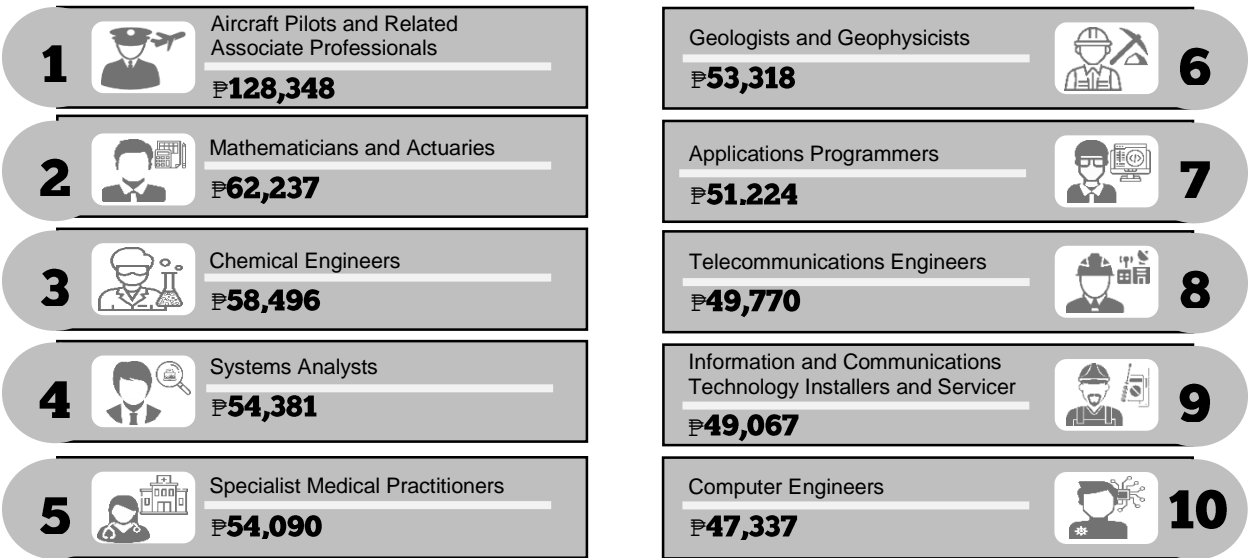 1
Aircraft Pilots and Related
Associate Professionals
₱128,348
2
Mathematicians and Actuaries
₱62,237
3
Chemical Engineers
₱58,496
4
Systems Analysts
₱54,381
5
Specialist Medical Practitioners
₱54,090
Geologists and Geophysicists
₱53,318
6
Applications Programmers
₱51,224
7
Telecommunications Engineers
₱49,770
8
Information and Communications
Technology Installers and Servicer
₱49,067
9
Computer Engineers
₱47,337
10